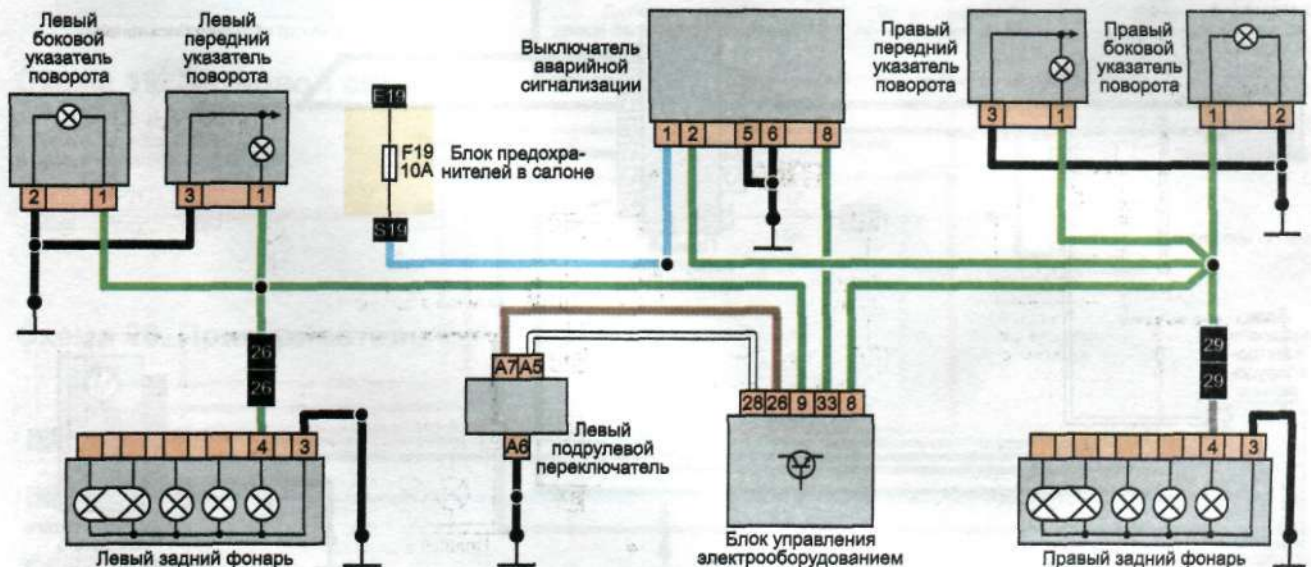 Левый
боковой
указатель
поворота
Левый
передний
указатель
поворота
Выключатель
аварийной
сигнализации
Правый
передний
указатель
поворота
Правый
боковой
указатель
поворота
E19
F19
10А
S19
Блок предохра-
нителей в салоне
1 2 5 6 8
3 1
1 2
2 1
3 1
26
26
29
29
A7 A5
A6
Левый
подрулевой
переключатель
28 26 9 33 8
Блок управления
электрооборудованием
4 3
Левый задний фонарь
4 3
Правый задний фонарь